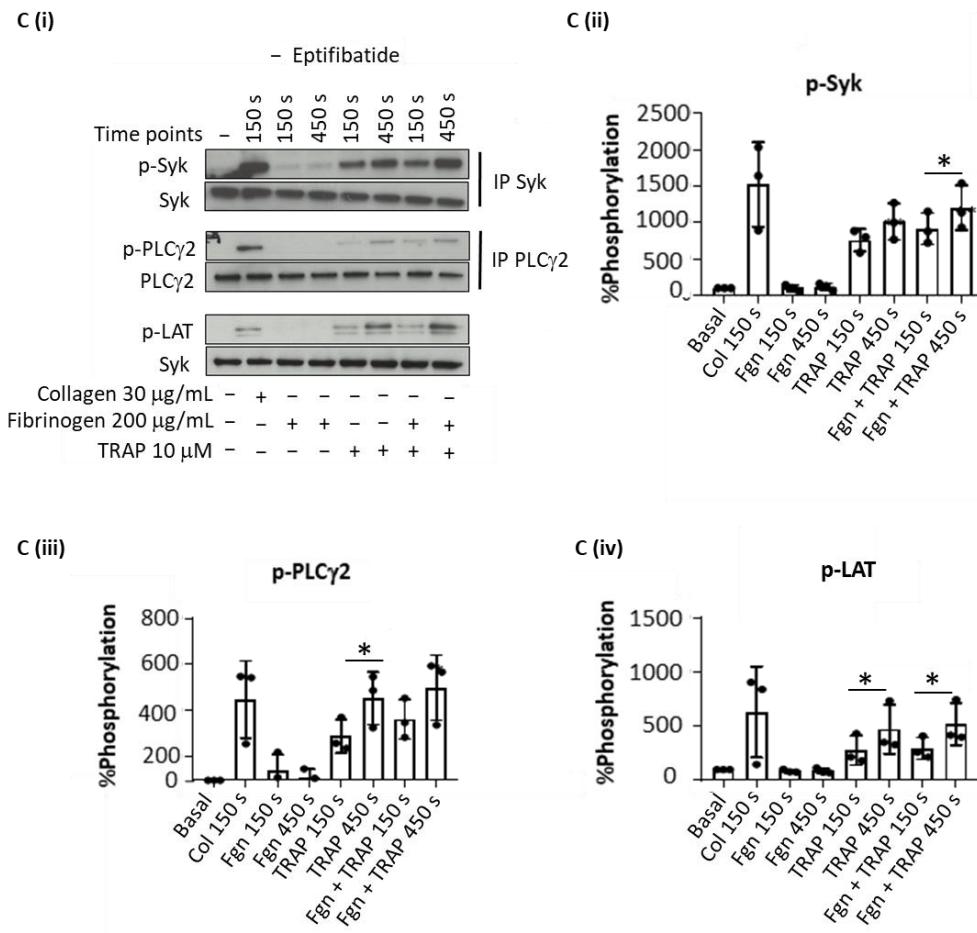 C (i)
− Eptifibatide
Time points − 150 s 150 s 450 s 150 s 450 s 150 s 450 s
p-Syk
Syk
IP Syk
p-PLCγ2
PLCγ2
IP PLCγ2
p-LAT
Syk
Collagen 30 µg/mL − + − − − − − −
Fibrinogen 200 µg/mL − − + + − − + +
TRAP 10 µM − − − − + + + +
C (ii)
p-Syk
%Phosphorylation
2500
2000
1500
1000
500
0
*
Basal
Col 150 s
Fgn 150 s
Fgn 450 s
TRAP 150 s
TRAP 450 s
Fgn + TRAP 150 s
Fgn + TRAP 450 s
C (iii)
p-PLCγ2
%Phosphorylation
800
600
400
200
0
*
Basal
Col 150 s
Fgn 150 s
Fgn 450 s
TRAP 150 s
TRAP 450 s
Fgn + TRAP 150 s
Fgn + TRAP 450 s
C (iv)
p-LAT
%Phosphorylation
1500
1000
500
0
* *
Basal
Col 150 s
Fgn 150 s
Fgn 450 s
TRAP 150 s
TRAP 450 s
Fgn + TRAP 150 s
Fgn + TRAP 450 s